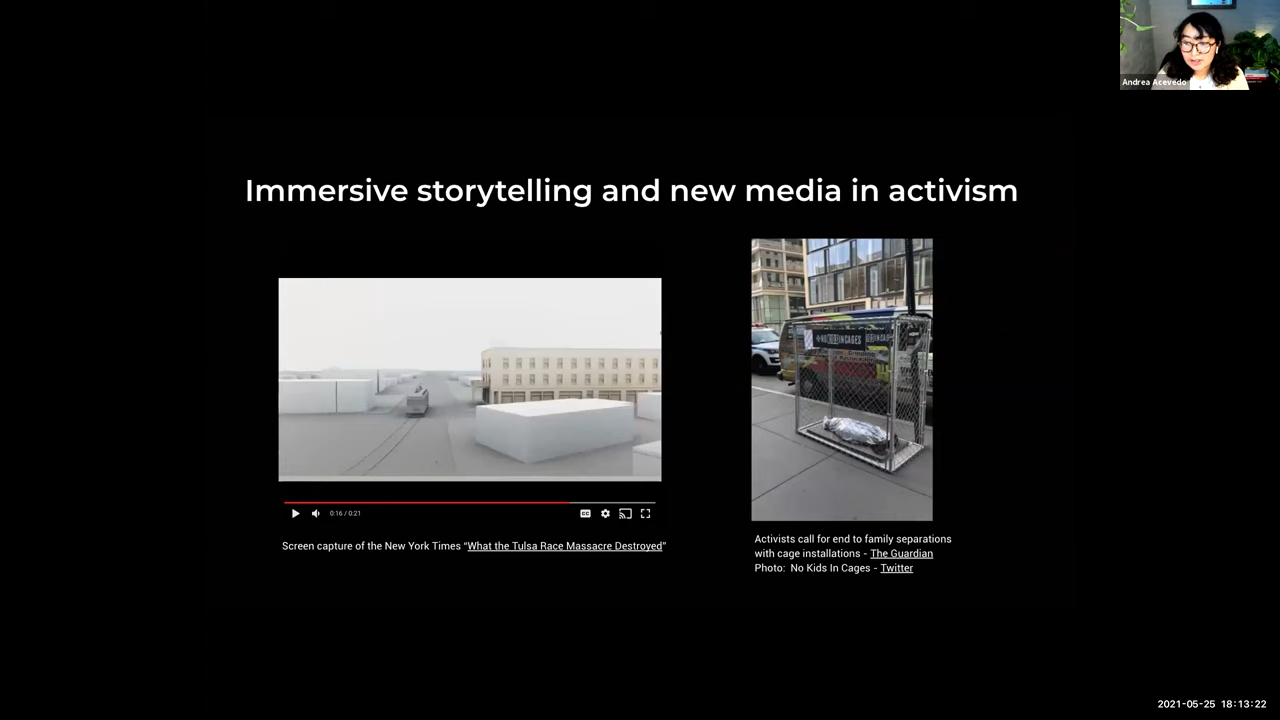 Andrea Acevedo
Immersive storytelling and new media in activism
0:16 / 0:21
CC
Screen capture of the New York Times “What the Tulsa Race Massacre Destroyed”
Activists call for end to family separations
with cage installations - The Guardian
Photo: No Kids In Cages - Twitter
2021-05-25 18:13:22